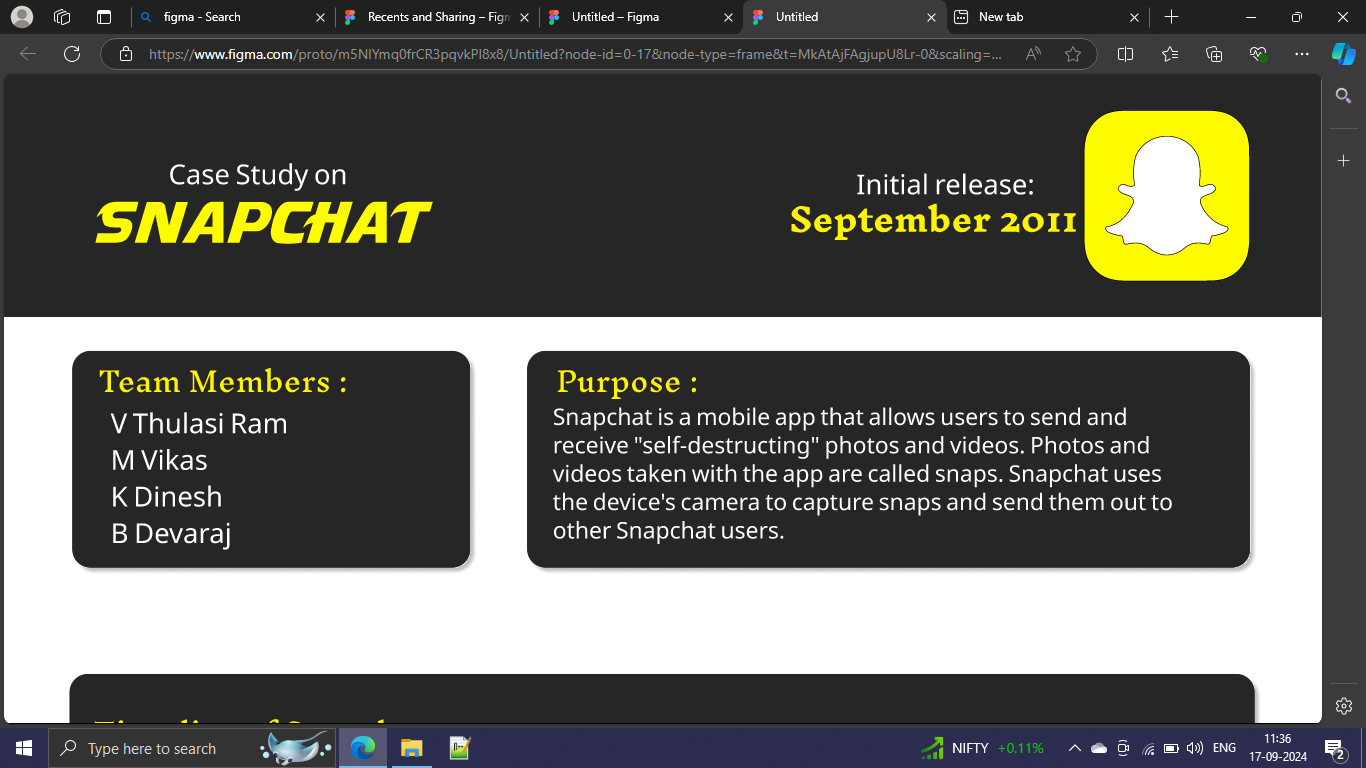 figma - Search
Recents and Sharing – Figm
Untitled – Figma
Untitled
New tab
https://www.figma.com/proto/m5NlYmq0frCR3pqvkPl8x8/Untitled?node-id=0-17&node-type=frame&t=MkAtAjFAgjupU8Lr-0&scaling=...
Case Study on
SNAPCHAT
Initial release:
September 2011
Team Members :
V Thulasi Ram
M Vikas
K Dinesh
B Devaraj
Purpose :
Snapchat is a mobile app that allows users to send and
receive "self-destructing" photos and videos. Photos and
videos taken with the app are called snaps. Snapchat uses
the device's camera to capture snaps and send them out to
other Snapchat users.
Type here to search
NIFTY +0.11%
ENG
11:36
17-09-2024
2